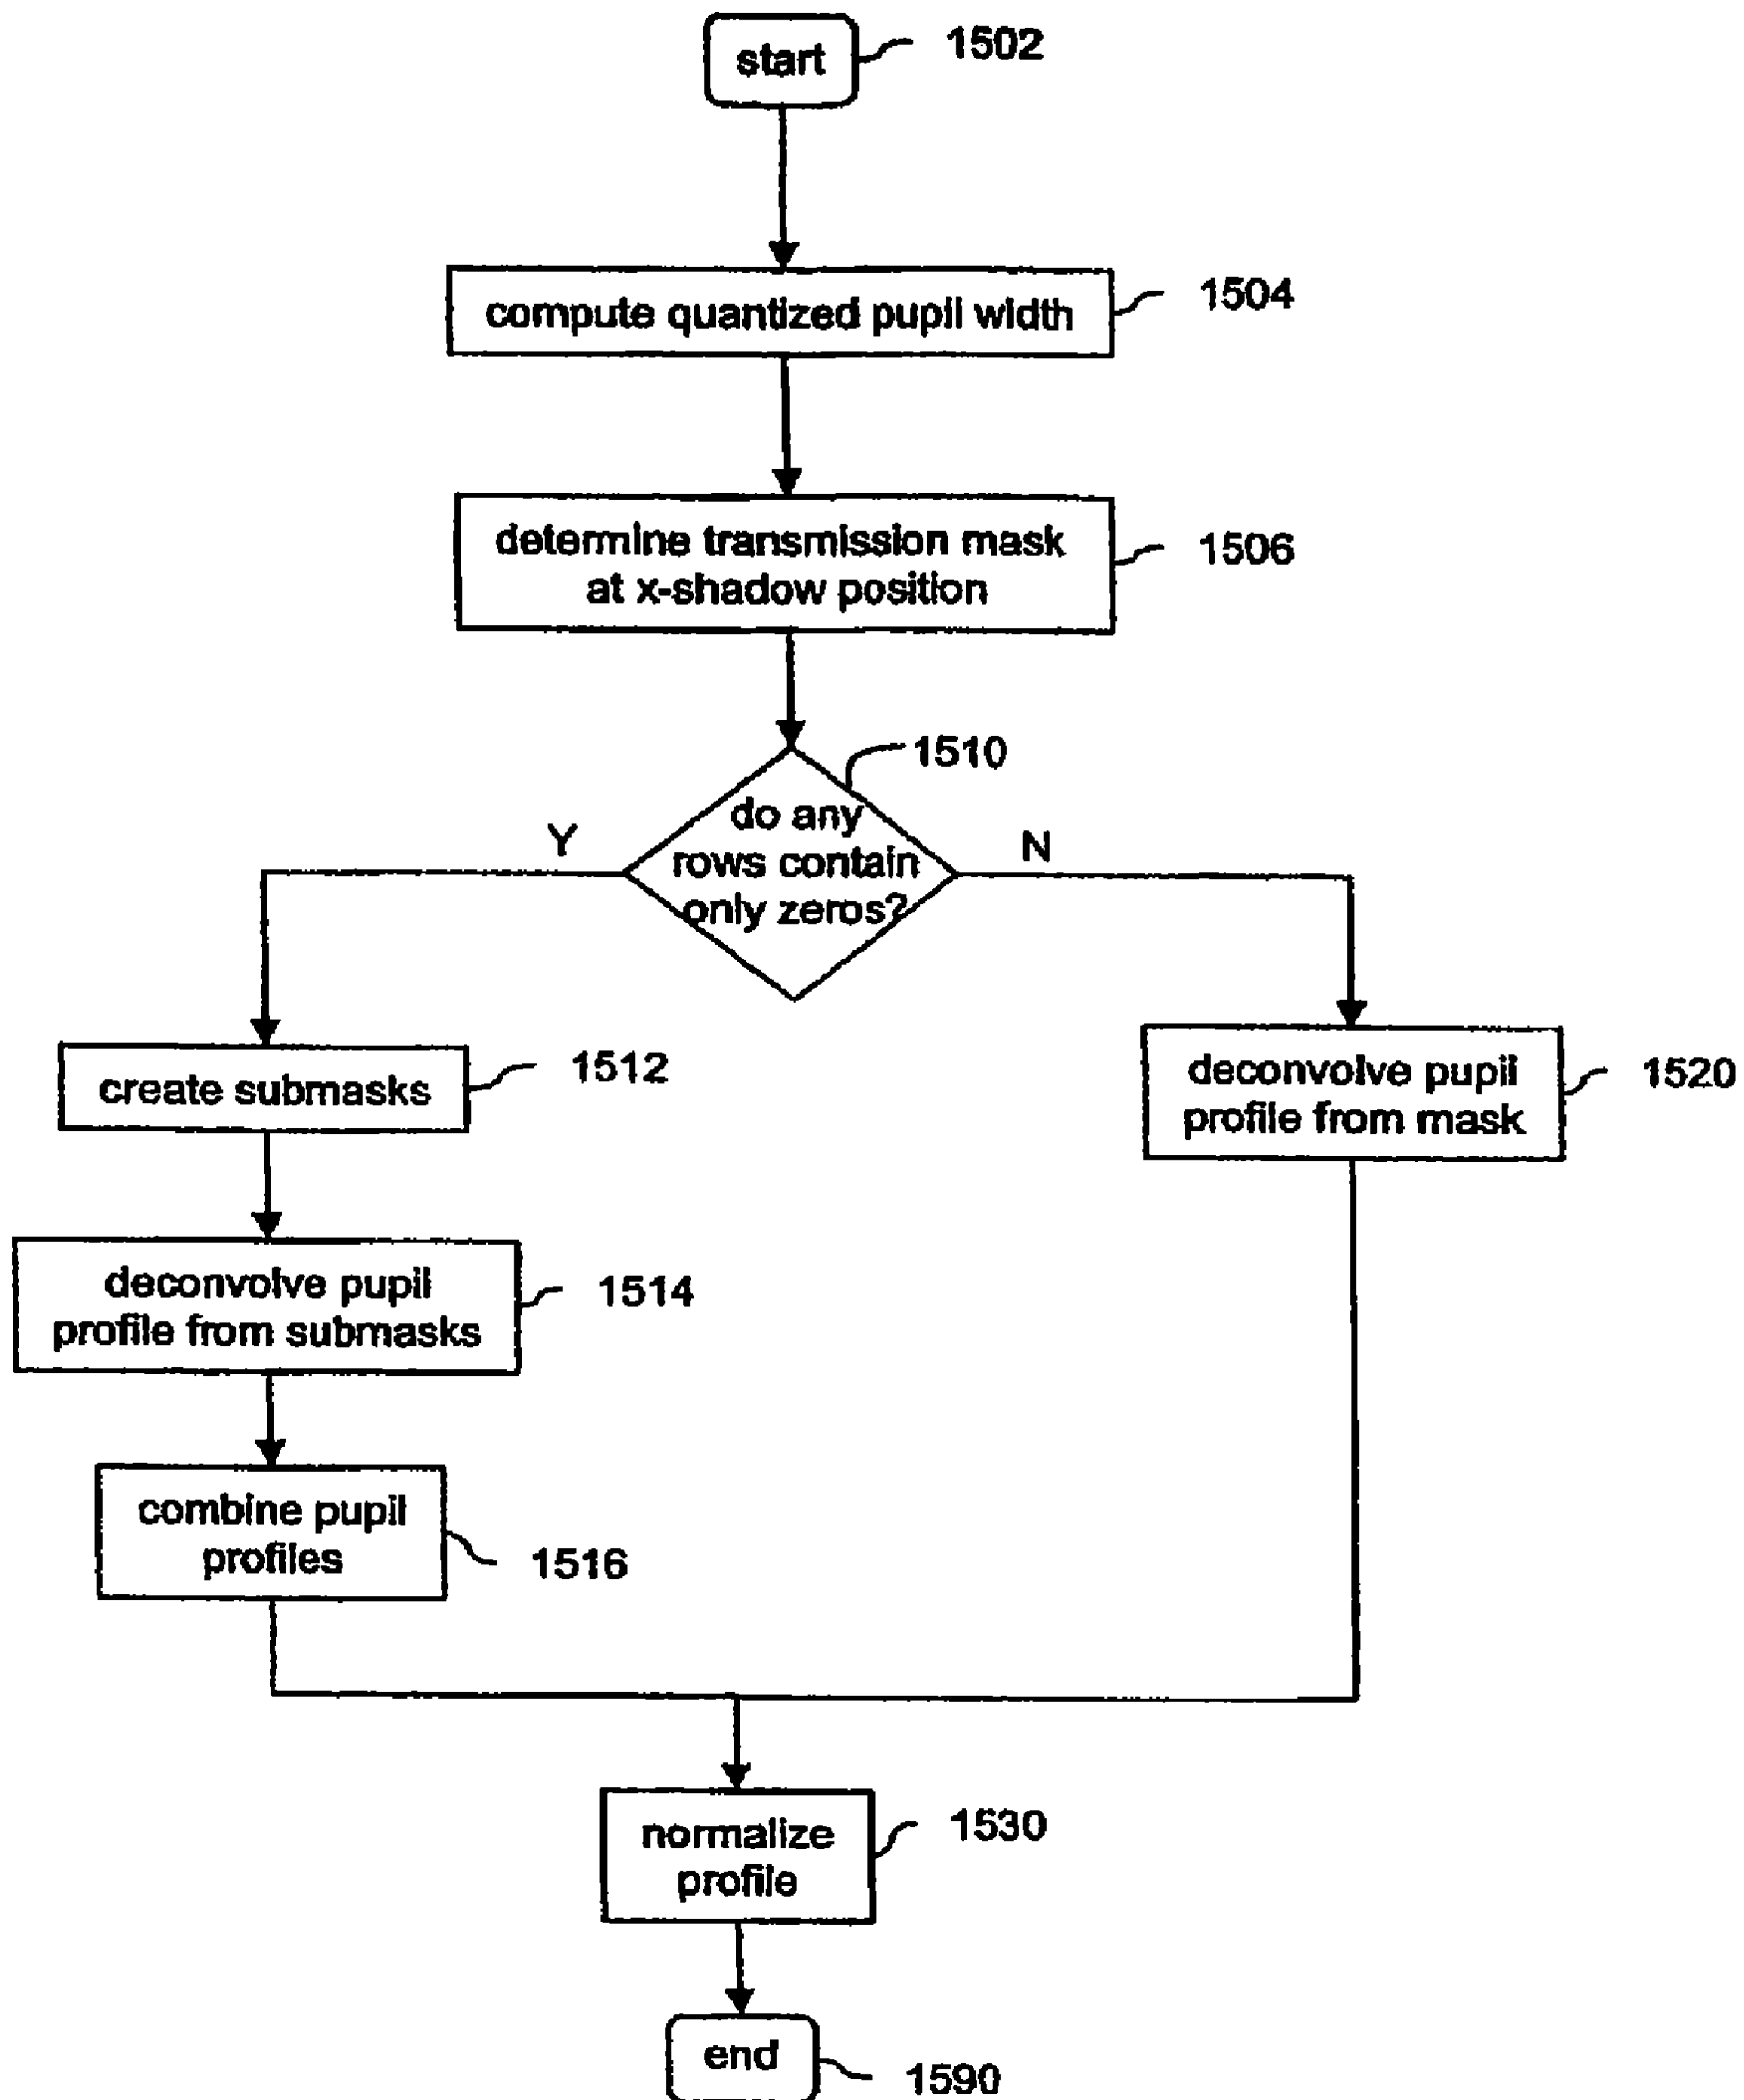 start
1502
compute quantized pupil width
1504
determine transmission mask
at x-shadow position
1506
1510
do any
rows contain
only zeros?
Y
N
create submasks
1512
deconvolve pupil
profile from mask
1520
deconvolve pupil
profile from submasks
1514
combine pupil
profiles
1516
normalize
profile
1530
end
1590